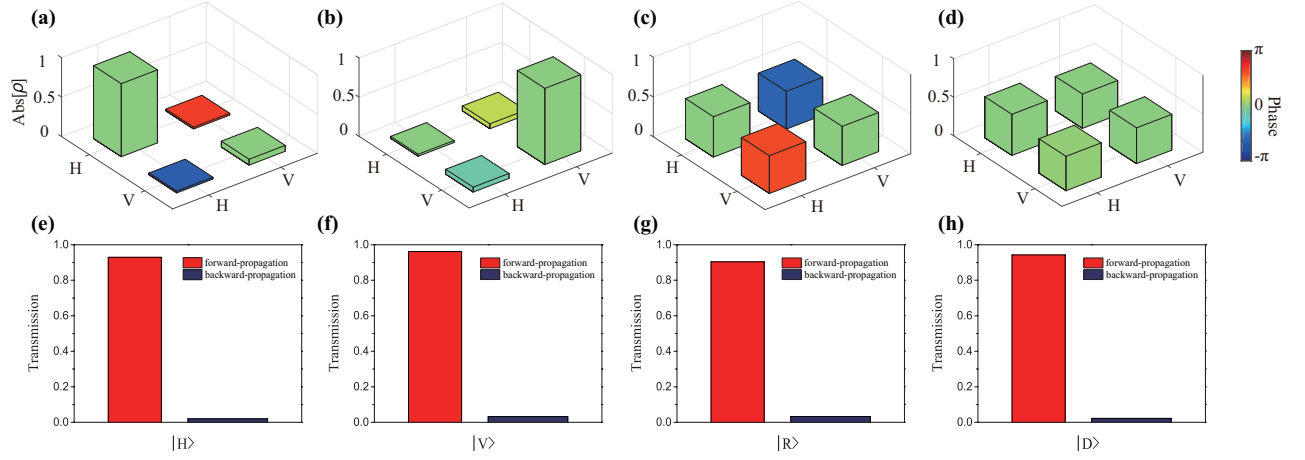 (a) (b) (c) (d)
Abs[ρ] 1 0.5 0 H V H V
1 0.5 0 H V H V
1 0.5 0 H V H V
1 0.5 0 H V H V
π 0 -π Phase
(e) (f) (g) (h)
Transmission 1.0 0.8 0.6 0.4 0.2 0.0
forward-propagation
backward-propagation
|H⟩
Transmission 1.0 0.8 0.6 0.4 0.2 0.0
forward-propagation
backward-propagation
|V⟩
Transmission 1.0 0.8 0.6 0.4 0.2 0.0
forward-propagation
backward-propagation
|R⟩
Transmission 1.0 0.8 0.6 0.4 0.2 0.0
forward-propagation
backward-propagation
|D⟩